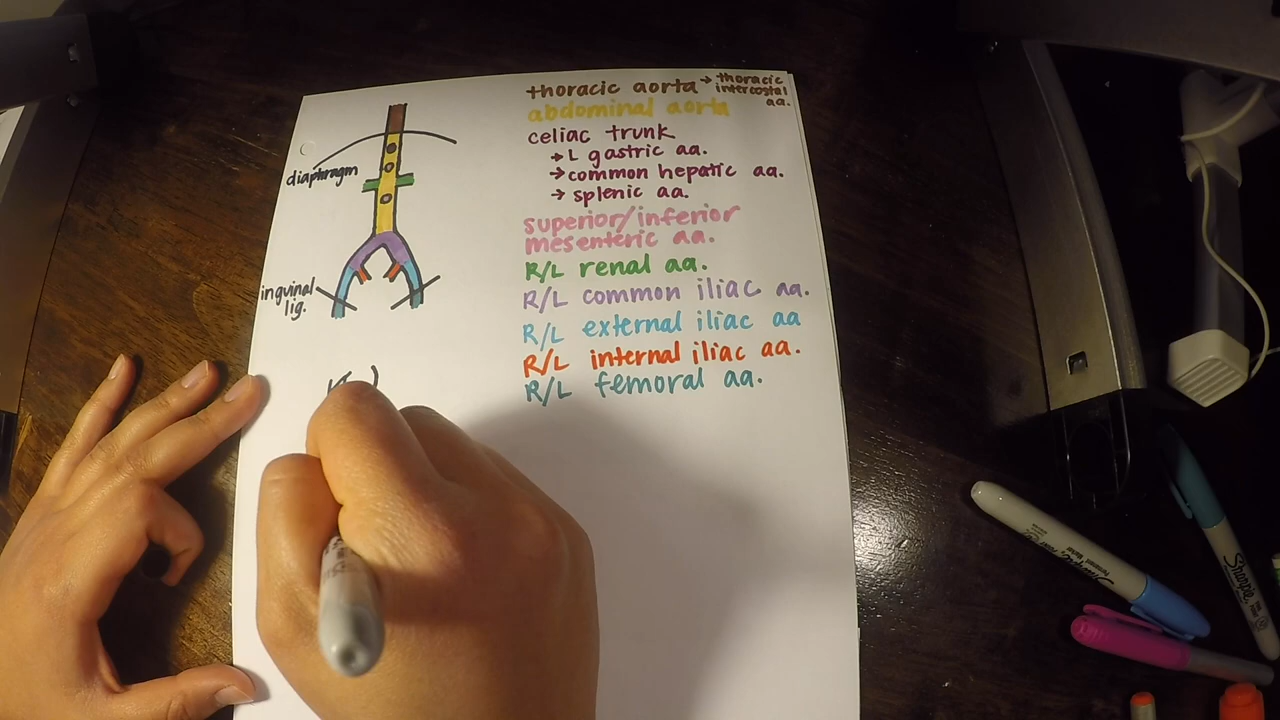 thoracic aorta → thoracic
intercostal
aa.
abdominal aorta
celiac trunk
→ L gastric aa.
→ common hepatic aa.
→ splenic aa.
superior/inferior
mesenteric aa.
R/L renal aa.
R/L common iliac aa.
R/L external iliac aa
R/L internal iliac aa.
R/L femoral aa.
diaphragm
inguinal
lig.
Sharpie